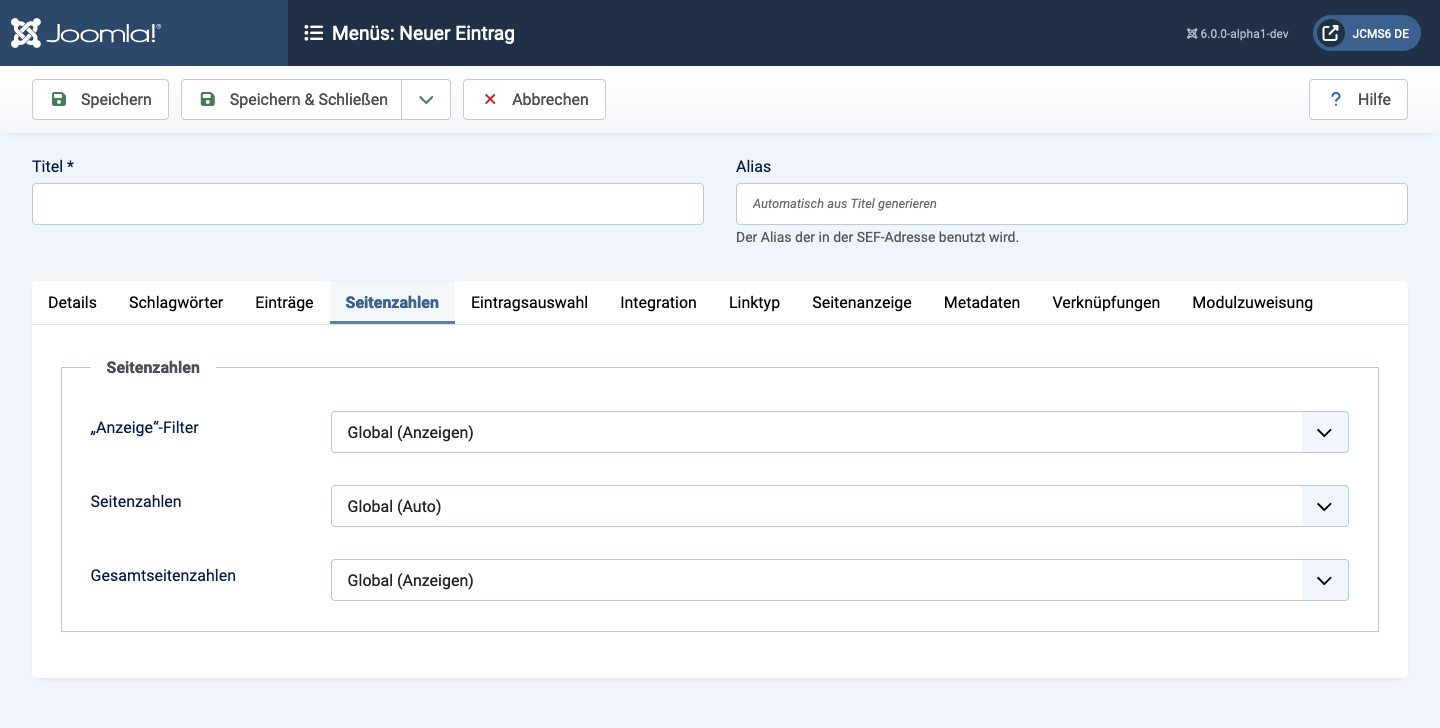 Joomla!®
Menüs: Neuer Eintrag
6.0.0-alpha1-dev
JCMS6 DE
Speichern
Speichern & Schließen
Abbrechen
? Hilfe
Titel *
Alias
Automatisch aus Titel generieren
Der Alias der in der SEF-Adresse benutzt wird.
Details Schlagwörter Einträge Seitenzahlen Eintragsauswahl Integration Linktyp Seitenanzeige Metadaten Verknüpfungen Modulzuweisung
Seitenzahlen
„Anzeige“-Filter
Global (Anzeigen)
Seitenzahlen
Global (Auto)
Gesamtseitenzahlen
Global (Anzeigen)